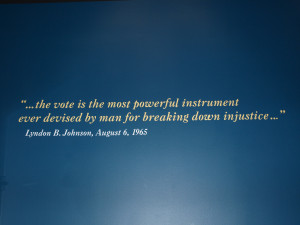 “...the vote is the most powerful instrument
ever devised by man for breaking down injustice...”
Lyndon B. Johnson, August 6, 1965